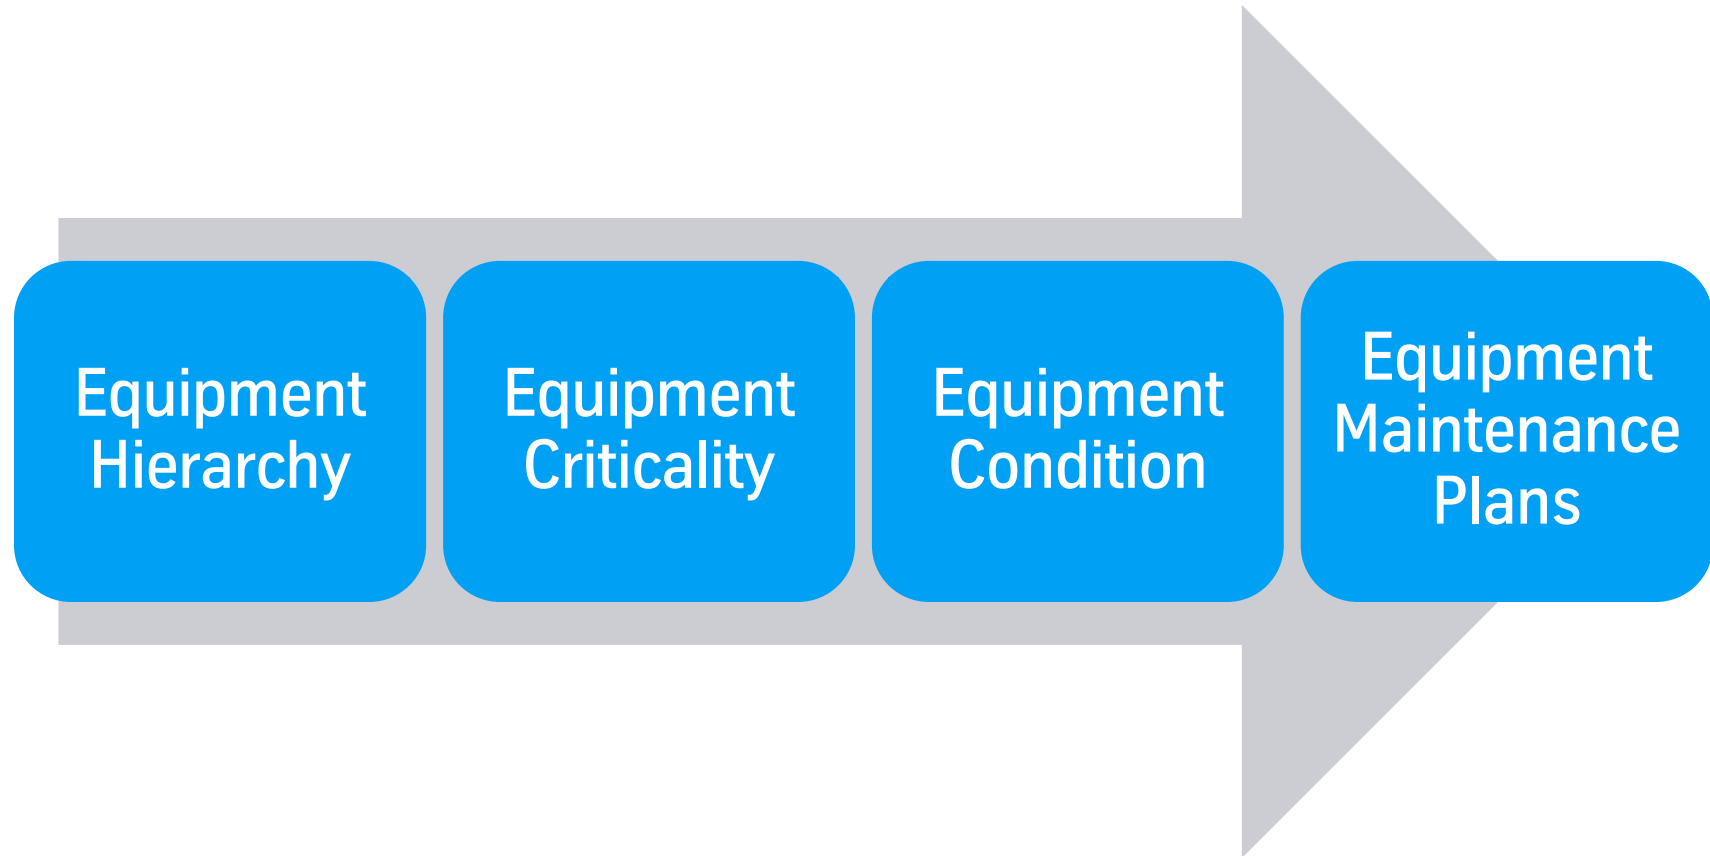 Equipment
Hierarchy
Equipment
Criticality
Equipment
Condition
Equipment
Maintenance
Plans